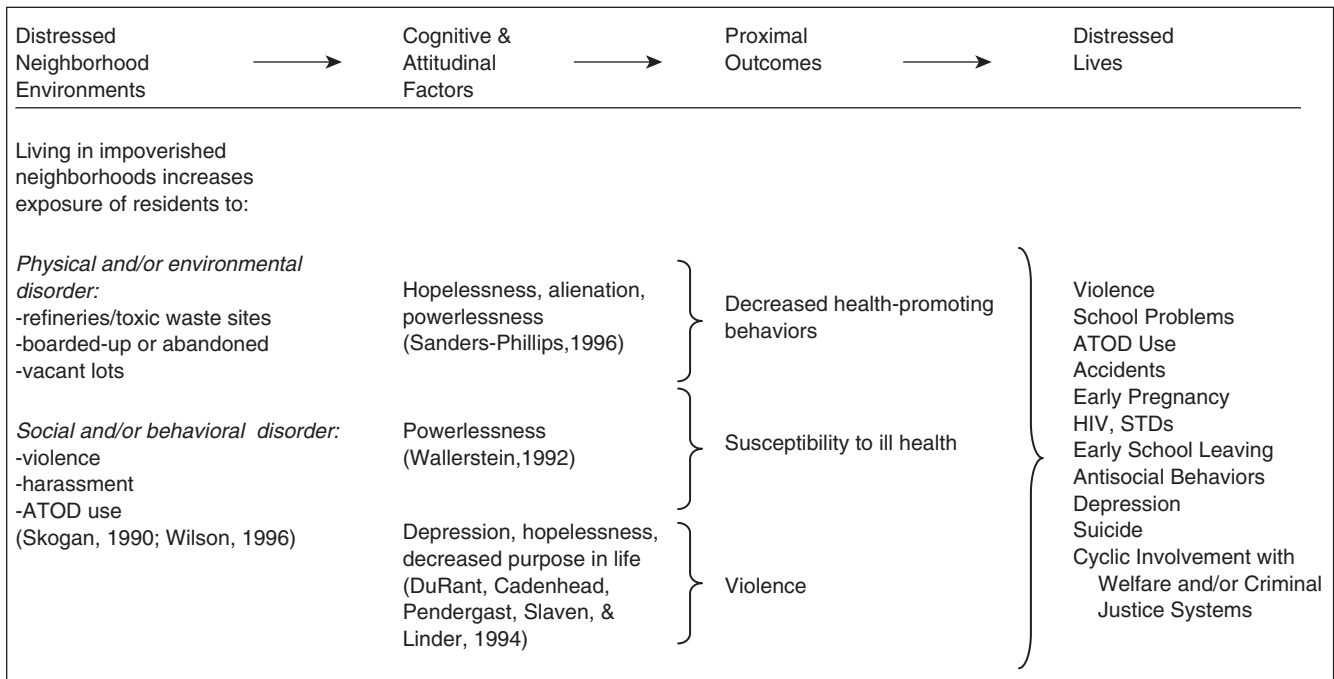 Distressed
Neighborhood
Environments
Cognitive &
Attitudinal
Factors
Proximal
Outcomes
Distressed
Lives
Living in impoverished
neighborhoods increases
exposure of residents to:
Physical and/or environmental
disorder:
-refineries/toxic waste sites
-boarded-up or abandoned
-vacant lots
Social and/or behavioral disorder:
-violence
-harassment
-ATOD use
(Skogan, 1990; Wilson, 1996)
Hopelessness, alienation,
powerlessness
(Sanders-Phillips,1996)
Powerlessness
(Wallerstein,1992)
Depression, hopelessness,
decreased purpose in life
(DuRant, Cadenhead,
Pendergast, Slaven, &
Linder, 1994)
Decreased health-promoting
behaviors
Susceptibility to ill health
Violence
Violence
School Problems
ATOD Use
Accidents
Early Pregnancy
HIV, STDs
Early School Leaving
Antisocial Behaviors
Depression
Suicide
Cyclic Involvement with
Welfare and/or Criminal
Justice Systems